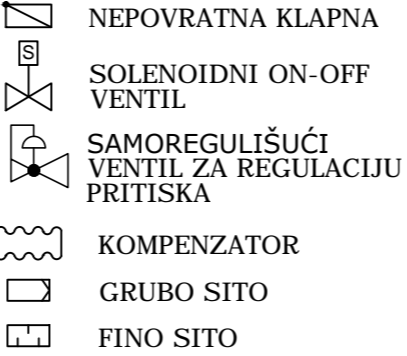 NEPOVRATNA KLAPNA
S
SOLENOIDNI ON-OFF
VENTIL
SAMOREGULIŠUĆI
VENTIL ZA REGULACIJU
PRITISKA
KOMPENZATOR
GRUBO SITO
FINO SITO